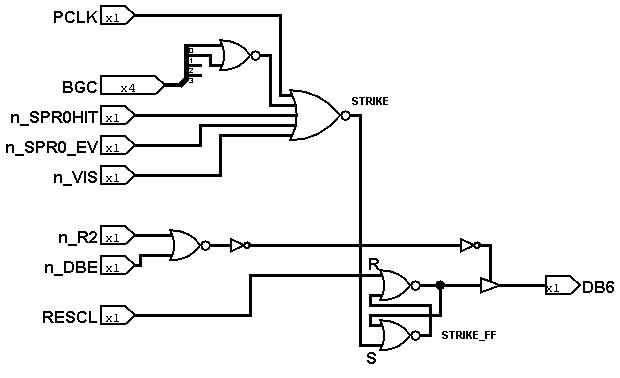 PCLK x1
0
1
2
3
BGC x4
STRIKE
n_SPR0HIT x1
n_SPR0_EV x1
n_VIS x1
n_R2 x1
n_DBE x1
R
x1 DB6
RESCL x1
STRIKE_FF
S